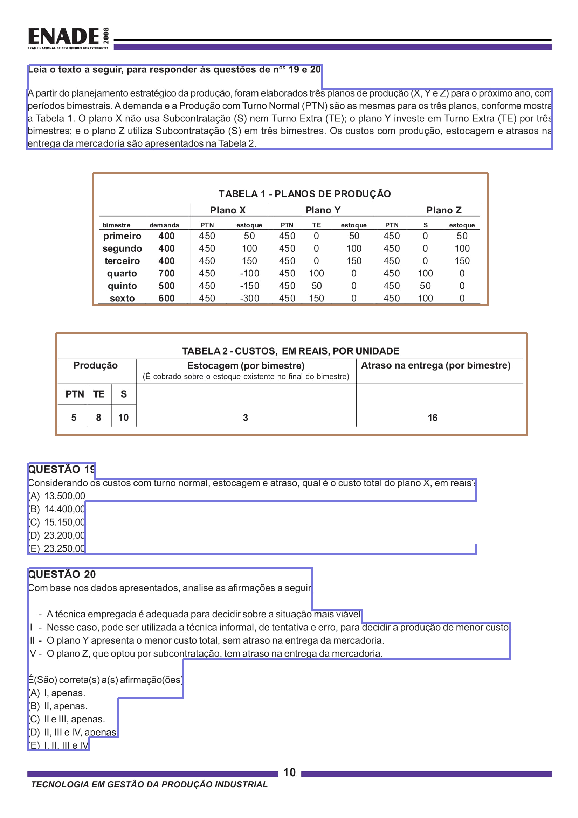 ENADE 2008
EXAME NACIONAL DE DESEMPENHO DOS ESTUDANTES
Leia o texto a seguir, para responder às questões de nºs 19 e 20.
A partir do planejamento estratégico da produção, foram elaborados três planos de produção (X, Y e Z) para o próximo ano, com
períodos bimestrais. A demanda e a Produção com Turno Normal (PTN) são as mesmas para os três planos, conforme mostra
a Tabela 1. O plano X não usa Subcontratação (S) nem Turno Extra (TE); o plano Y investe em Turno Extra (TE) por três
bimestres; e o plano Z utiliza Subcontratação (S) em três bimestres. Os custos com produção, estocagem e atrasos na
entrega da mercadoria são apresentados na Tabela 2.
TABELA 1 - PLANOS DE PRODUÇÃO
Plano X Plano Y Plano Z
bimestre demanda PTN estoque PTN TE estoque PTN S estoque
primeiro 400 450 50 450 0 50 450 0 50
segundo 400 450 100 450 0 100 450 0 100
terceiro 400 450 150 450 0 150 450 0 150
quarto 700 450 -100 450 100 0 450 100 0
quinto 500 450 -150 450 50 0 450 50 0
sexto 600 450 -300 450 150 0 450 100 0
TABELA 2 - CUSTOS, EM REAIS, POR UNIDADE
Produção Estocagem (por bimestre) Atraso na entrega (por bimestre)
(É cobrado sobre o estoque existente no final do bimestre)
PTN TE S
5 8 10 3 16
QUESTÃO 19
Considerando os custos com turno normal, estocagem e atraso, qual é o custo total do plano X, em reais?
(A) 13.500,00
(B) 14.400,00
(C) 15.150,00
(D) 23.200,00
(E) 23.250,00
QUESTÃO 20
Com base nos dados apresentados, analise as afirmações a seguir.
- A técnica empregada é adequada para decidir sobre a situação mais viável.
II - Nesse caso, pode ser utilizada a técnica informal, de tentativa e erro, para decidir a produção de menor custo.
III - O plano Y apresenta o menor custo total, sem atraso na entrega da mercadoria.
IV - O plano Z, que optou por subcontratação, tem atraso na entrega da mercadoria.
É(São) correta(s) a(s) afirmação(ões)
(A) I, apenas.
(B) II, apenas.
(C) II e III, apenas.
(D) II, III e IV, apenas.
(E) I, II, III e IV.
10
TECNOLOGIA EM GESTÃO DA PRODUÇÃO INDUSTRIAL